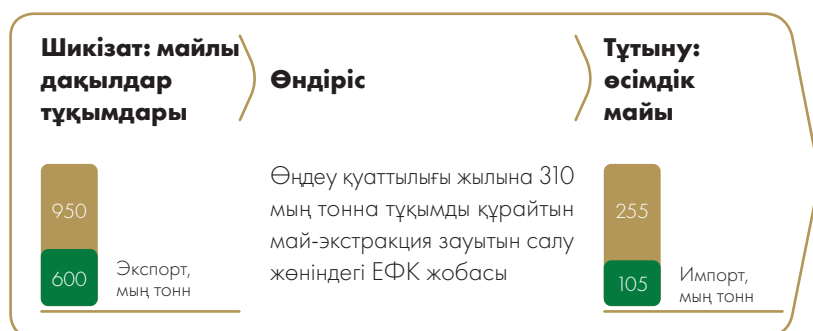 Шикізат: майлы
дақылдар
тұқымдары
950
600
Экспорт,
мың тонн
Өндіріс
Өңдеу қуаттылығы жылына 310
мың тонна тұқымды құрайтын
май-экстракция зауытын салу
жөніндегі ЕФК жобасы
Тұтыну:
өсімдік
майы
255
105
Импорт,
мың тонн